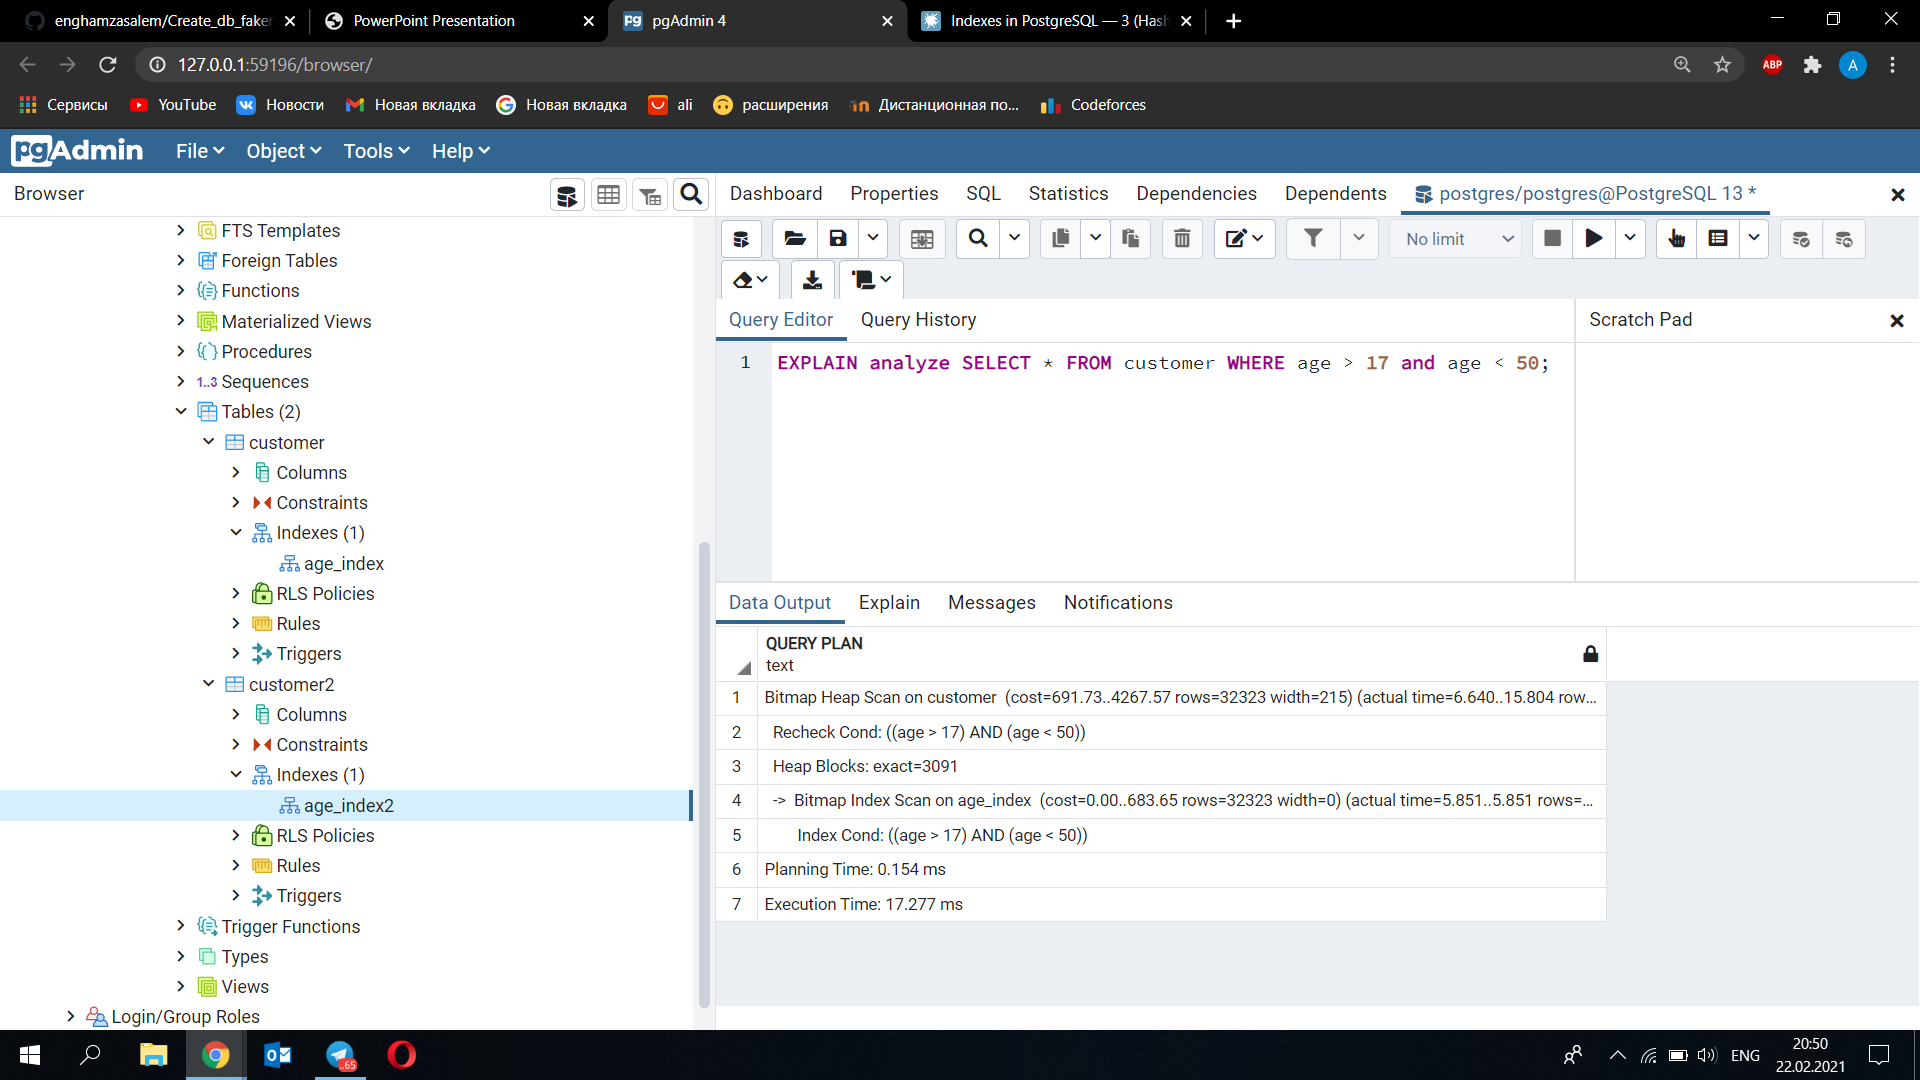 enghamzasalem/Create_db_faker
PowerPoint Presentation
pgAdmin 4
Indexes in PostgreSQL — 3 (Hash
127.0.0.1:59196/browser/
ABP
A
Сервисы
YouTube
Новости
Новая вкладка
Новая вкладка
ali
расширения
Дистанционная по...
Codeforces
pgAdmin
File
Object
Tools
Help
Browser
Dashboard
Properties
SQL
Statistics
Dependencies
Dependents
postgres/postgres@PostgreSQL 13 *
No limit
FTS Templates
Foreign Tables
Functions
Materialized Views
Procedures
1..3 Sequences
Tables (2)
customer
Columns
Constraints
Indexes (1)
age_index
RLS Policies
Rules
Triggers
customer2
Columns
Constraints
Indexes (1)
age_index2
RLS Policies
Rules
Triggers
Trigger Functions
Types
Views
Login/Group Roles
Query Editor
Query History
Scratch Pad
1
EXPLAIN analyze SELECT * FROM customer WHERE age > 17 and age < 50;
Data Output
Explain
Messages
Notifications
QUERY PLAN
text
1 Bitmap Heap Scan on customer (cost=691.73..4267.57 rows=32323 width=215) (actual time=6.640..15.804 row...
2 Recheck Cond: ((age > 17) AND (age < 50))
3 Heap Blocks: exact=3091
4 -> Bitmap Index Scan on age_index (cost=0.00..683.65 rows=32323 width=0) (actual time=5.851..5.851 rows=...
5 Index Cond: ((age > 17) AND (age < 50))
6 Planning Time: 0.154 ms
7 Execution Time: 17.277 ms
..65
ENG
20:50
22.02.2021